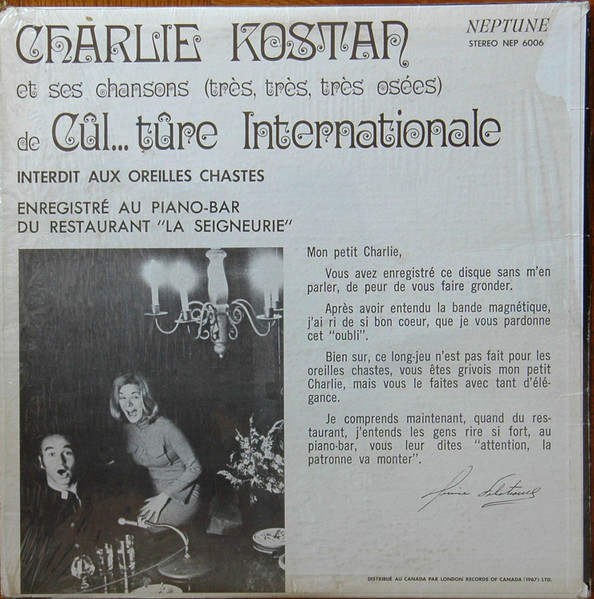 CHARLIE KOSTAN
et ses chansons (très, très, très osées)
de Cûl... tûre Internationale
NEPTUNE
STEREO NEP 6006
INTERDIT AUX OREILLES CHASTES
ENREGISTRÉ AU PIANO-BAR
DU RESTAURANT "LA SEIGNEURIE"
Mon petit Charlie,
Vous avez enregistré ce disque sans m'en
parler, de peur de vous faire gronder.
Après avoir entendu la bande magnétique,
j'ai ri de si bon coeur, que je vous pardonne
cet "oubli".
Bien sur, ce long-jeu n'est pas fait pour les
oreilles chastes, vous êtes grivois mon petit
Charlie, mais vous le faites avec tant d'élé-
gance.
Je comprends maintenant, quand du res-
taurant, j'entends les gens rire si fort, au
piano-bar, vous leur dites "attention, la
patronne va monter".
DISTRIBUÉ AU CANADA PAR LONDON RECORDS OF CANADA (1967) LTD.